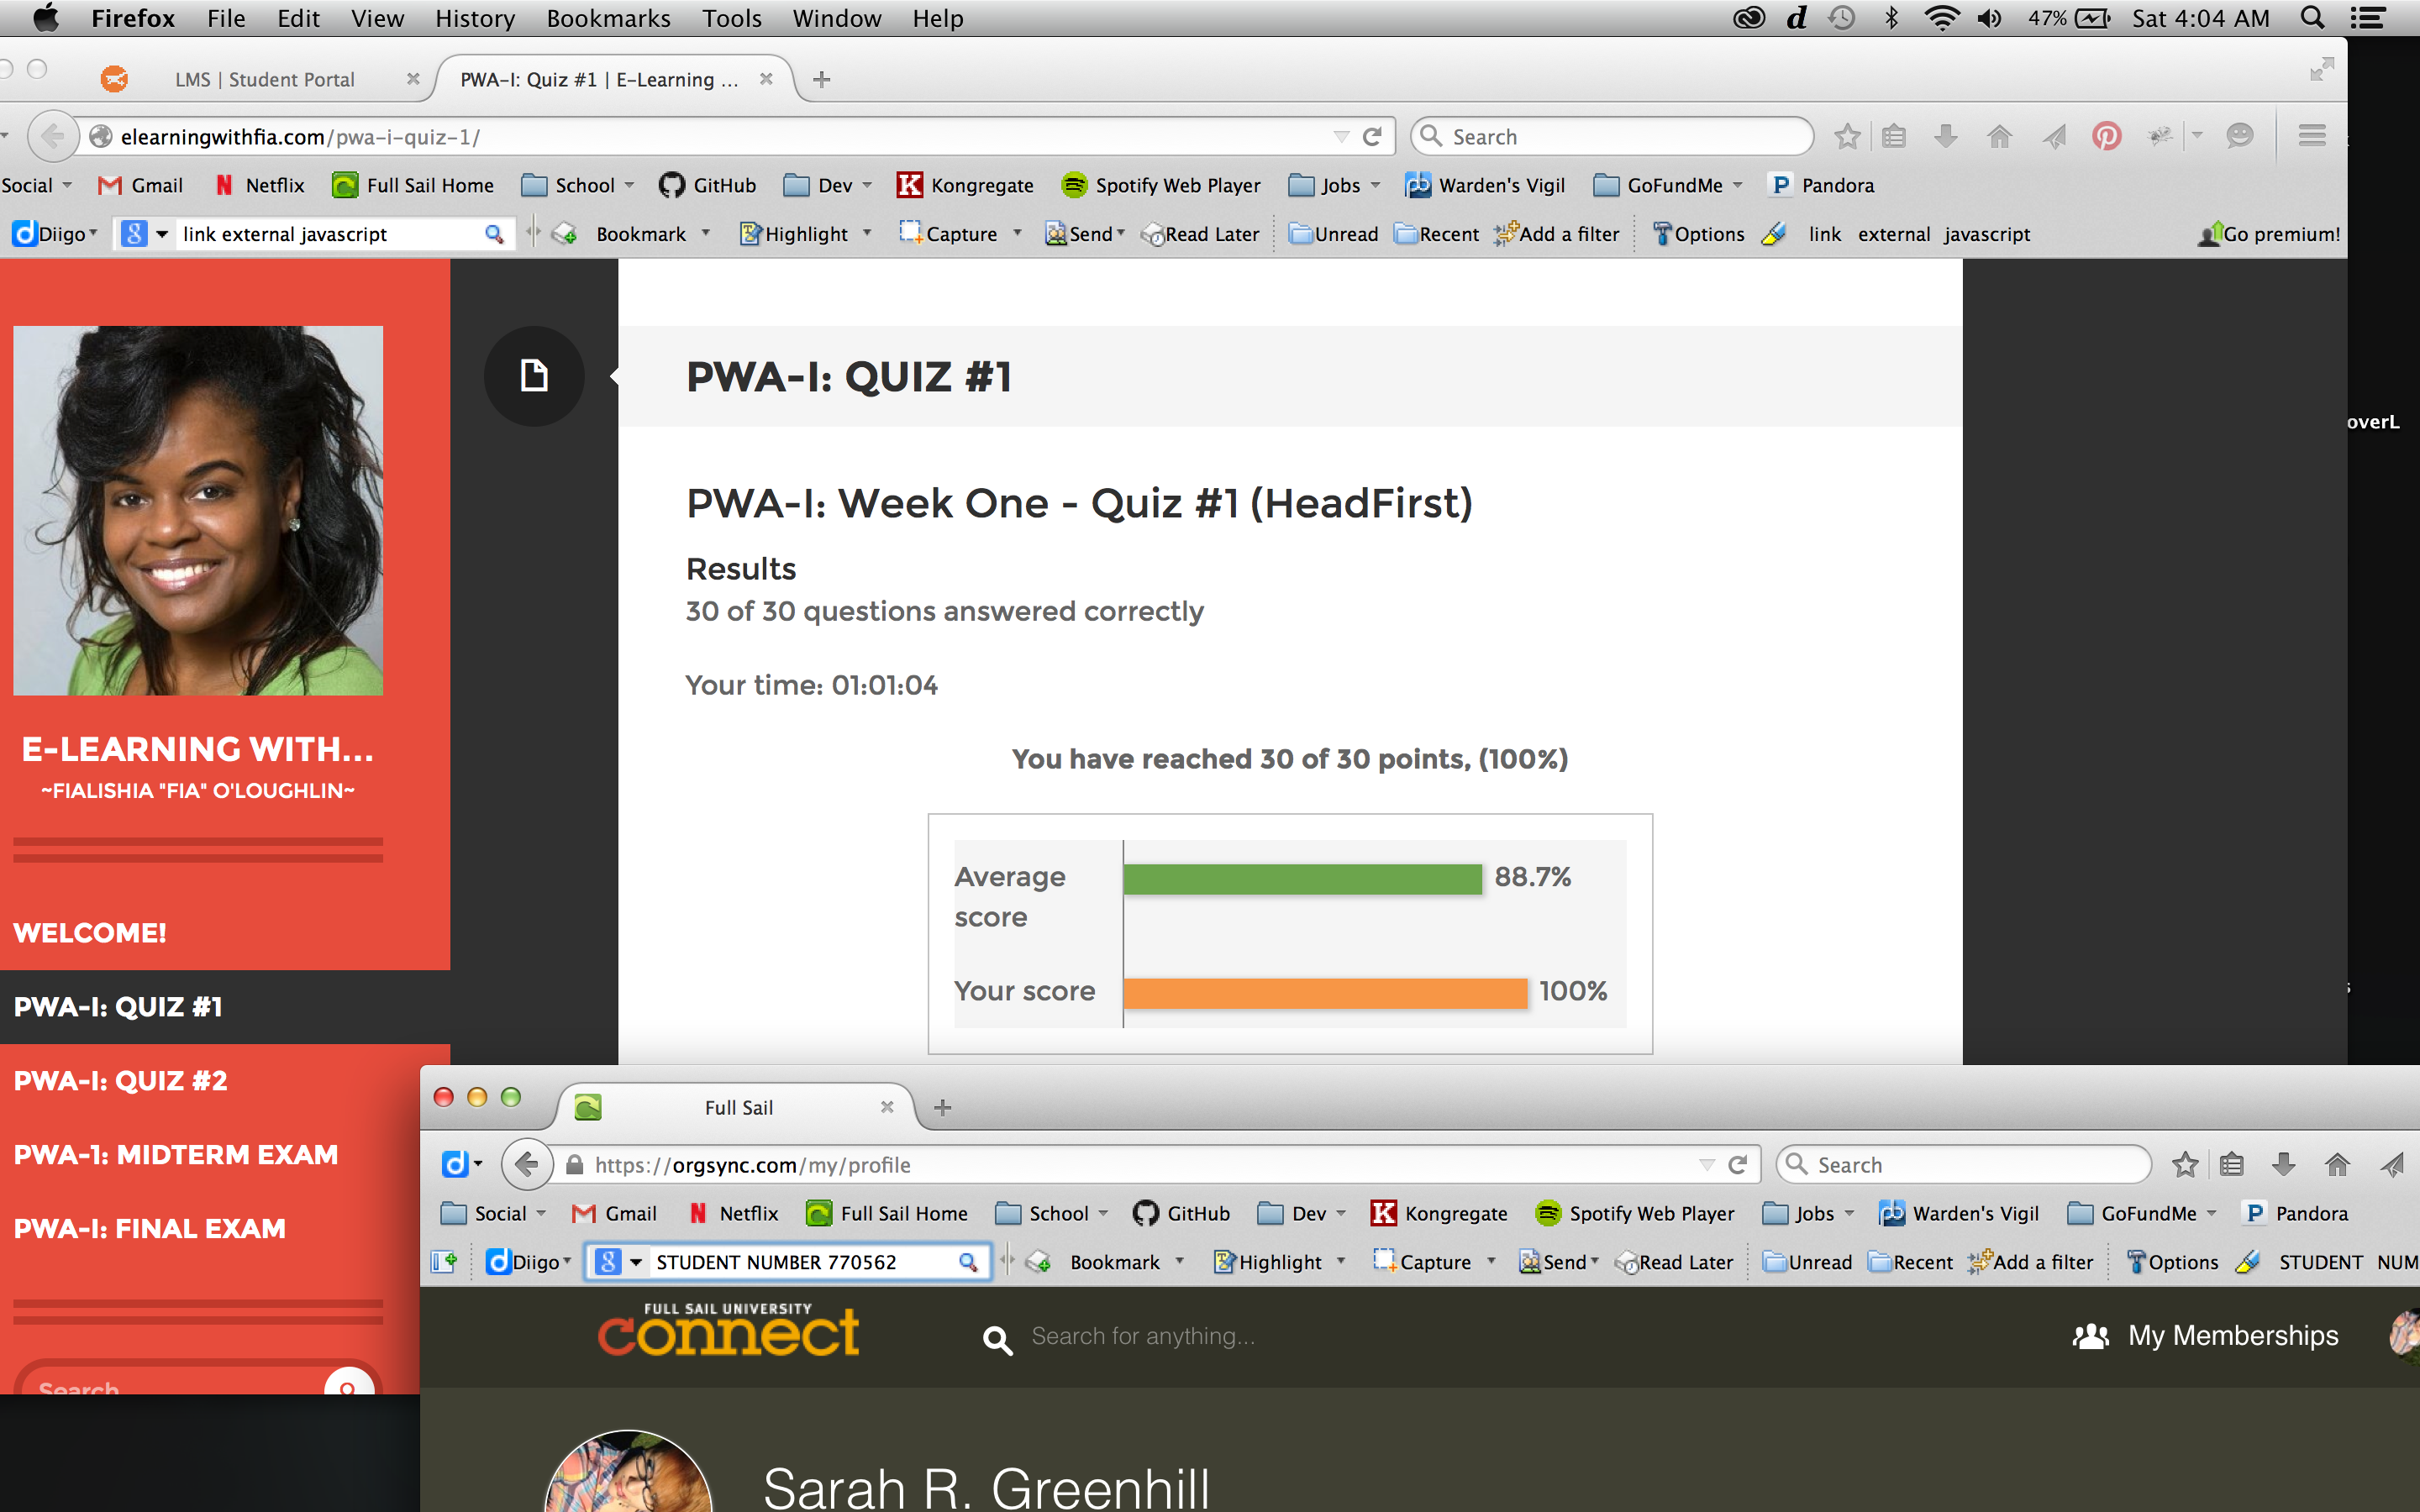 Firefox File Edit View History Bookmarks Tools Window Help
d 47% Sat 4:04 AM
LMS | Student Portal
PWA-I: Quiz #1 | E-Learning ...
elearningwithfia.com/pwa-i-quiz-1/
Search
Social Gmail Netflix Full Sail Home School GitHub Dev Kongregate Spotify Web Player Jobs Warden's Vigil GoFundMe Pandora
Diigo link external javascript Bookmark Highlight Capture Send Read Later Unread Recent Add a filter Options link external javascript Go premium!
overL
PWA-I: QUIZ #1
PWA-I: Week One - Quiz #1 (HeadFirst)
Results
30 of 30 questions answered correctly
Your time: 01:01:04
You have reached 30 of 30 points, (100%)
Average
score
88.7%
Your score
100%
E-LEARNING WITH...
~FIALISHIA "FIA" O'LOUGHLIN~
WELCOME!
PWA-I: QUIZ #1
PWA-I: QUIZ #2
PWA-1: MIDTERM EXAM
PWA-I: FINAL EXAM
Search
Full Sail
https://orgsync.com/my/profile
Search
Social Gmail Netflix Full Sail Home School GitHub Dev Kongregate Spotify Web Player Jobs Warden's Vigil GoFundMe Pandora
Diigo STUDENT NUMBER 770562 Bookmark Highlight Capture Send Read Later Unread Recent Add a filter Options STUDENT NUM
FULL SAIL UNIVERSITY
connect
Search for anything...
My Memberships
Sarah R. Greenhill